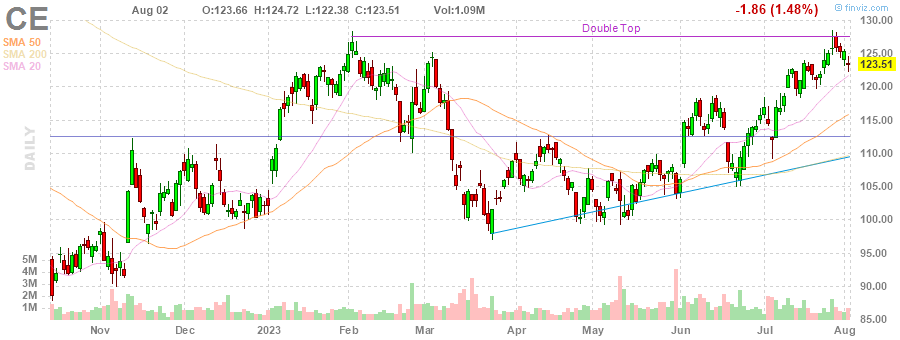 CE Aug 02 O:123.66 H:124.72 L:122.38 C:123.51 Vol:1.09M -1.86 (1.48%) © finviz.com
SMA 50
SMA 200
SMA 20
Double Top
DAILY
130.00
125.00
123.51
120.00
115.00
110.00
105.00
100.00
95.00
90.00
85.00
5M
4M
3M
2M
1M
Nov Dec 2023 Feb Mar Apr May Jun Jul Aug